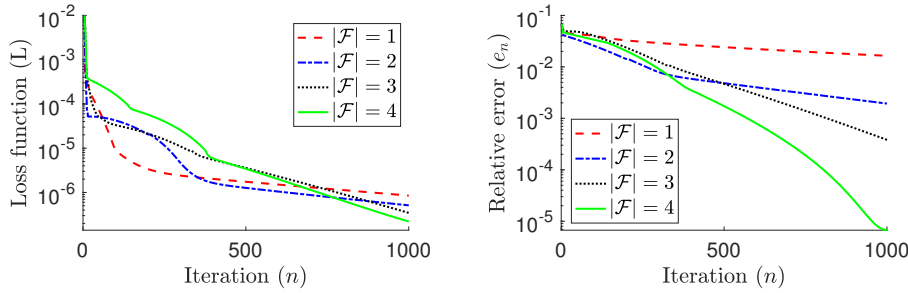 10^-2
10^-3
10^-4
10^-5
10^-6
Loss function (L)
0
500
1000
Iteration (n)
|F| = 1
|F| = 2
|F| = 3
|F| = 4
10^-1
10^-2
10^-3
10^-4
10^-5
Relative error (e_n)
0
500
1000
Iteration (n)
|F| = 1
|F| = 2
|F| = 3
|F| = 4